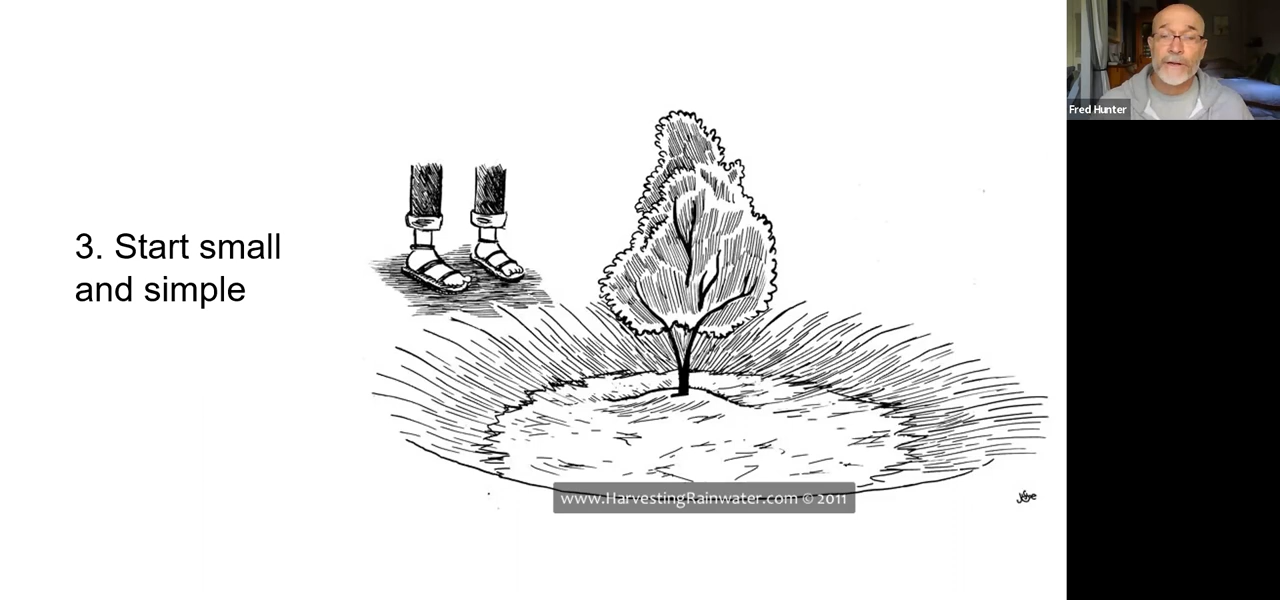 3. Start small
and simple
www.HarvestingRainwater.com © 2011
Fred Hunter